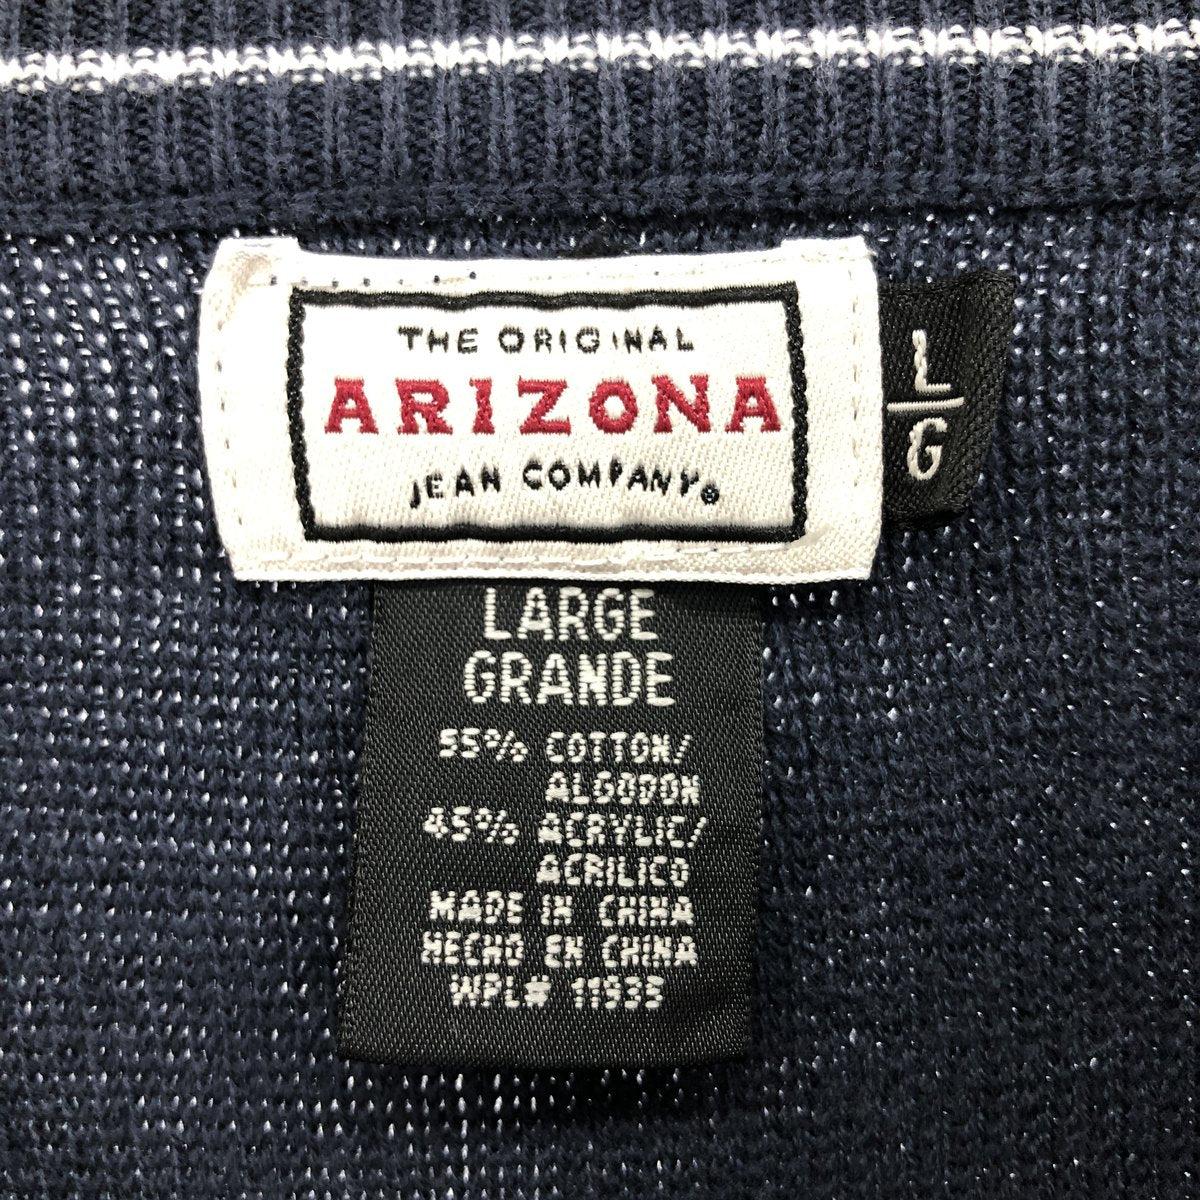 THE ORIGINAL
ARIZONA
JEAN COMPANY®
L
G
LARGE
GRANDE
55% COTTON/
ALGODON
45% ACRYLIC/
ACRILICO
MADE IN CHINA
HECHO EN CHINA
WPL# 11935